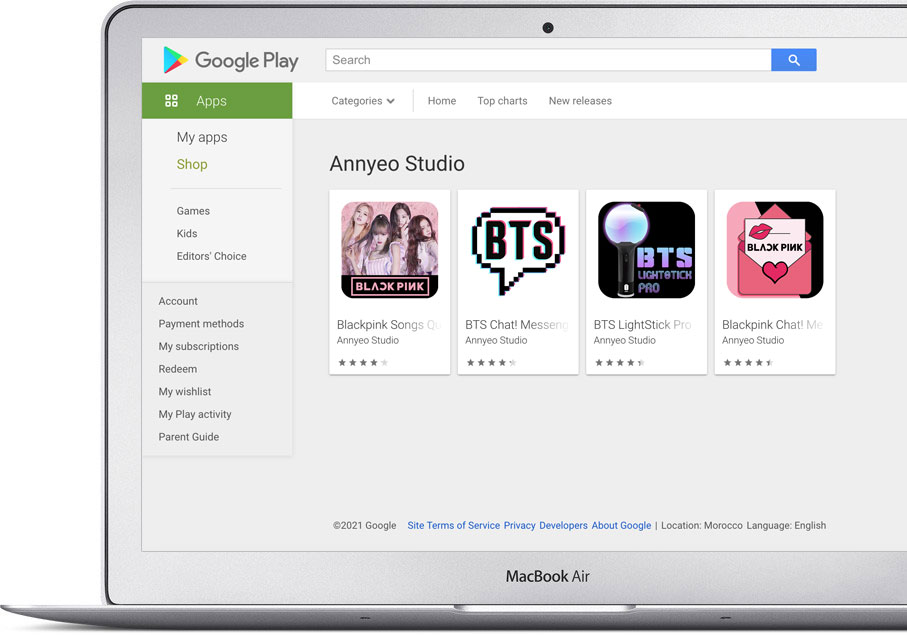 Google Play
Search
Apps
Categories
Home
Top charts
New releases
My apps
Shop
Games
Kids
Editors' Choice
Account
Payment methods
My subscriptions
Redeem
My wishlist
My Play activity
Parent Guide
Annyeo Studio
BLACKPINK
Blackpink Songs
Annyeo Studio
BTS
BTS Chat! Messeng
Annyeo Studio
BTS
LIGHTSTICK
PRO
BTS LightStick Pro
Annyeo Studio
BLACKPINK
Blackpink Chat! Me
Annyeo Studio
©2021 Google Site Terms of Service Privacy Developers About Google | Location: Morocco Language: English
MacBook Air